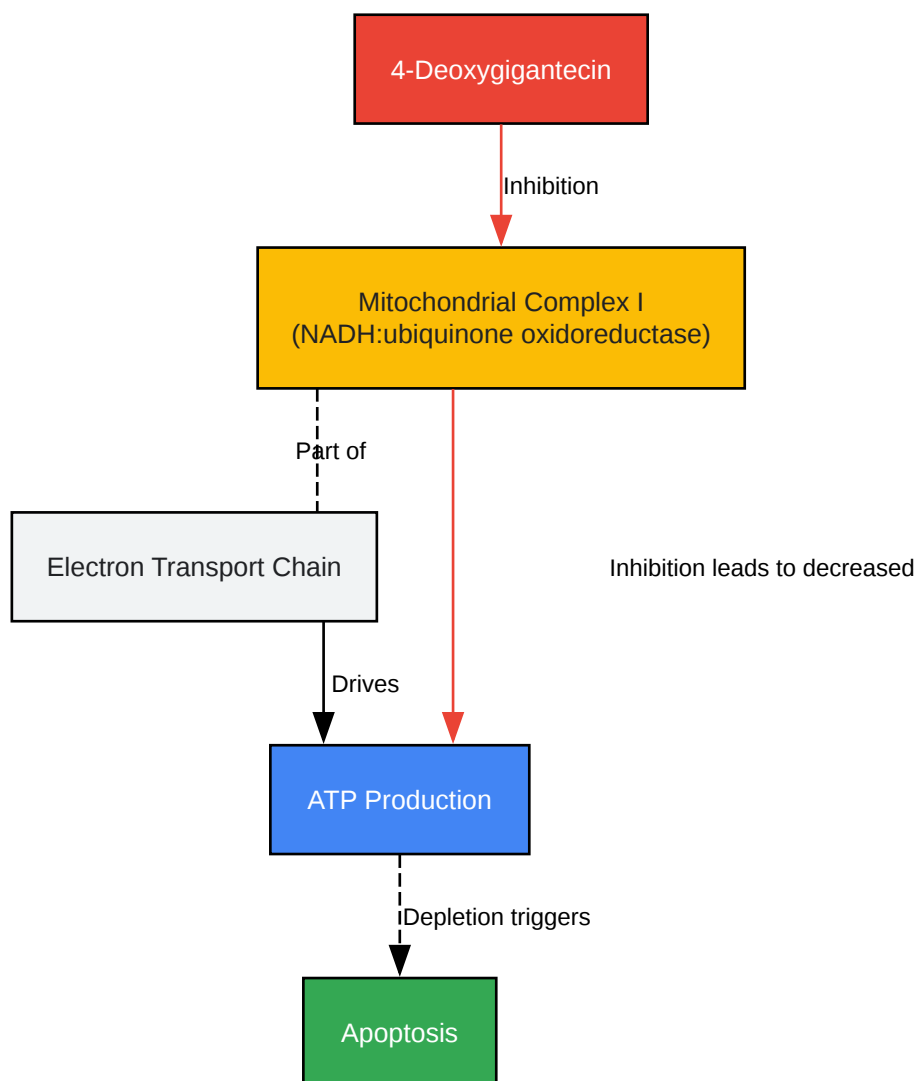 4-Deoxygigantecin
Inhibition
Mitochondrial Complex I
(NADH:ubiquinone oxidoreductase)
Part of
Electron Transport Chain
Inhibition leads to decreased
Drives
ATP Production
Depletion triggers
Apoptosis